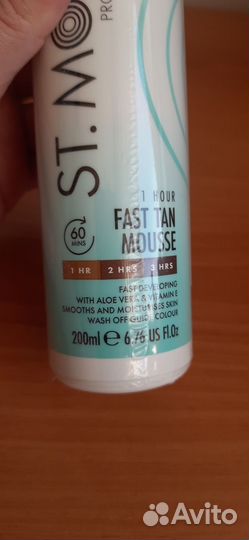 ST. MO
PRO
60
MINS
1 HOUR
FAST TAN
MOUSSE
1 HR 2 HRS 3 HRS
FAST DEVELOPING
WITH ALOE VERA & VITAMIN E
SMOOTHS AND MOISTURISES SKIN
WASH OFF GUIDE COLOUR
200ml ℮ 6.76 US Fl.Oz
Avito